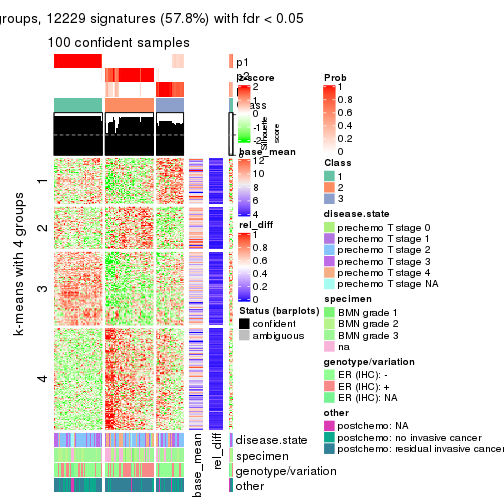 groups, 12229 signatures (57.8%) with fdr < 0.05
100 confident samples
p1
p2
z-score
2
1
0
-1
-2
Silhouette
score
base_mean
12
10
8
6
4
rel_diff
1
0.8
0.6
0.4
0.2
0
Status (barplots)
confident
ambiguous
Prob
1
0.8
0.6
0.4
0.2
0
Class
1
2
3
disease.state
prechemo T stage 0
prechemo T stage 1
prechemo T stage 2
prechemo T stage 3
prechemo T stage 4
prechemo T stage NA
specimen
BMN grade 1
BMN grade 2
BMN grade 3
na
genotype/variation
ER (IHC): -
ER (IHC): +
ER (IHC): NA
other
postchemo: NA
postchemo: no invasive cancer
postchemo: residual invasive cancer
k-means with 4 groups
1
2
3
4
disease.state
specimen
genotype/variation
other
base_mean
rel_diff